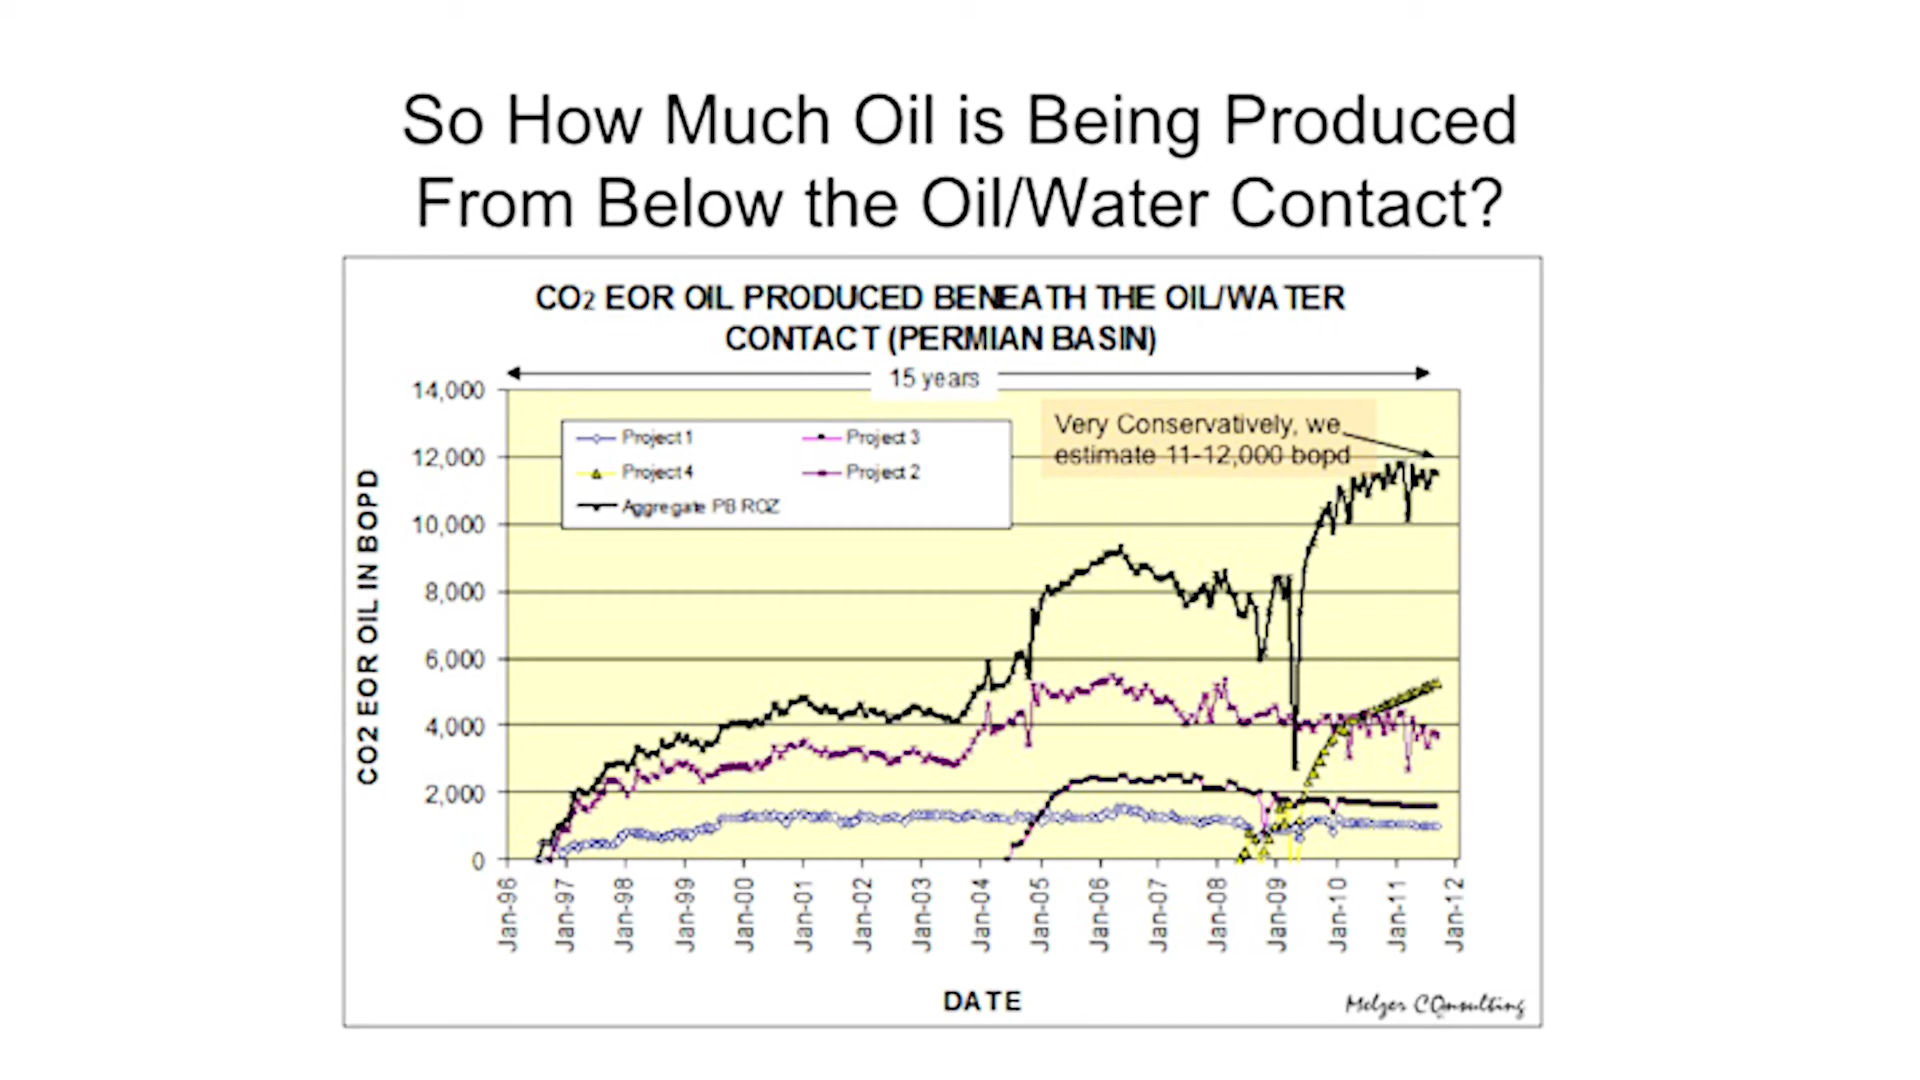 So How Much Oil is Being Produced
From Below the Oil/Water Contact?
CO2 EOR OIL PRODUCED BENEATH THE OIL/WATER
CONTACT (PERMIAN BASIN)
15 years
Very Conservatively, we
estimate 11-12,000 bopd
Project 1
Project 3
Project 4
Project 2
Aggregate PB ROZ
CO2 EOR OIL IN BOPD
14,000
12,000
10,000
8,000
6,000
4,000
2,000
0
Jan-96
Jan-97
Jan-98
Jan-99
Jan-00
Jan-01
Jan-02
Jan-03
Jan-04
Jan-05
Jan-06
Jan-07
Jan-08
Jan-09
Jan-10
Jan-11
Jan-12
DATE
Melzer COnsulting